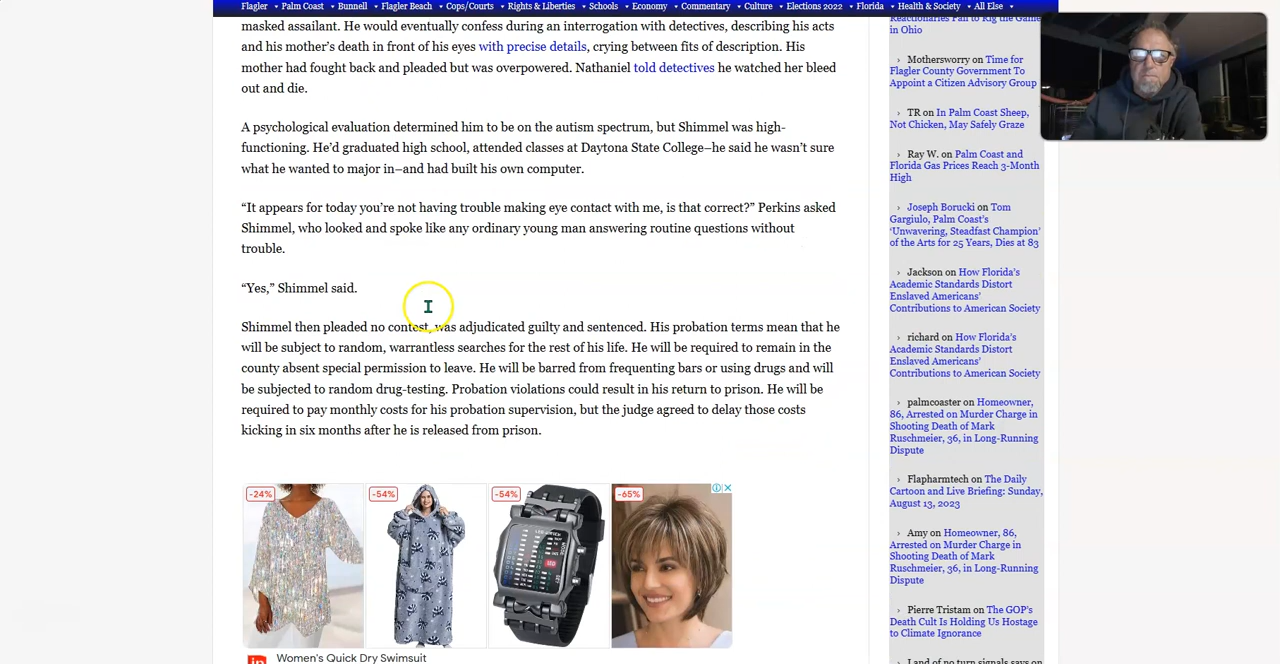 Flagler Palm Coast Bunnell Flagler Beach Cops/Courts Rights & Liberties Schools Economy Commentary Culture Elections 2022 Florida Health & Society All Else
masked assailant. He would eventually confess during an interrogation with detectives, describing his acts
and his mother's death in front of his eyes with precise details, crying between fits of description. His
mother had fought back and pleaded but was overpowered. Nathaniel told detectives he watched her bleed
out and die.
A psychological evaluation determined him to be on the autism spectrum, but Shimmel was high-
functioning. He'd graduated high school, attended classes at Daytona State College–he said he wasn't sure
what he wanted to major in–and had built his own computer.
“It appears for today you're not having trouble making eye contact with me, is that correct?” Perkins asked
Shimmel, who looked and spoke like any ordinary young man answering routine questions without
trouble.
“Yes,” Shimmel said.
Shimmel then pleaded no contest, was adjudicated guilty and sentenced. His probation terms mean that he
will be subject to random, warrantless searches for the rest of his life. He will be required to remain in the
county absent special permission to leave. He will be barred from frequenting bars or using drugs and will
be subjected to random drug-testing. Probation violations could result in his return to prison. He will be
required to pay monthly costs for his probation supervision, but the judge agreed to delay those costs
kicking in six months after he is released from prison.
-24%
-54%
-54%
-65%
Women's Quick Dry Swimsuit
Reactionaries Fail to Rig the Game
in Ohio
› Mothersworry on Time for
Flagler County Government To
Appoint a Citizen Advisory Group
› TR on In Palm Coast Sheep,
Not Chicken, May Safely Graze
› Ray W. on Palm Coast and
Florida Gas Prices Reach 3-Month
High
› Joseph Borucki on Tom
Gargiulo, Palm Coast's
‘Unwavering, Steadfast Champion’
of the Arts for 25 Years, Dies at 83
› Jackson on How Florida's
Academic Standards Distort
Enslaved Americans'
Contributions to American Society
› richard on How Florida's
Academic Standards Distort
Enslaved Americans'
Contributions to American Society
› palmcoaster on Homeowner,
86, Arrested on Murder Charge in
Shooting Death of Mark
Ruschmeier, 36, in Long-Running
Dispute
› Flapharmtech on The Daily
Cartoon and Live Briefing: Sunday,
August 13, 2023
› Amy on Homeowner, 86,
Arrested on Murder Charge in
Shooting Death of Mark
Ruschmeier, 36, in Long-Running
Dispute
› Pierre Tristam on The GOP's
Death Cult Is Holding Us Hostage
to Climate Ignorance
› Land of no turn signals says on